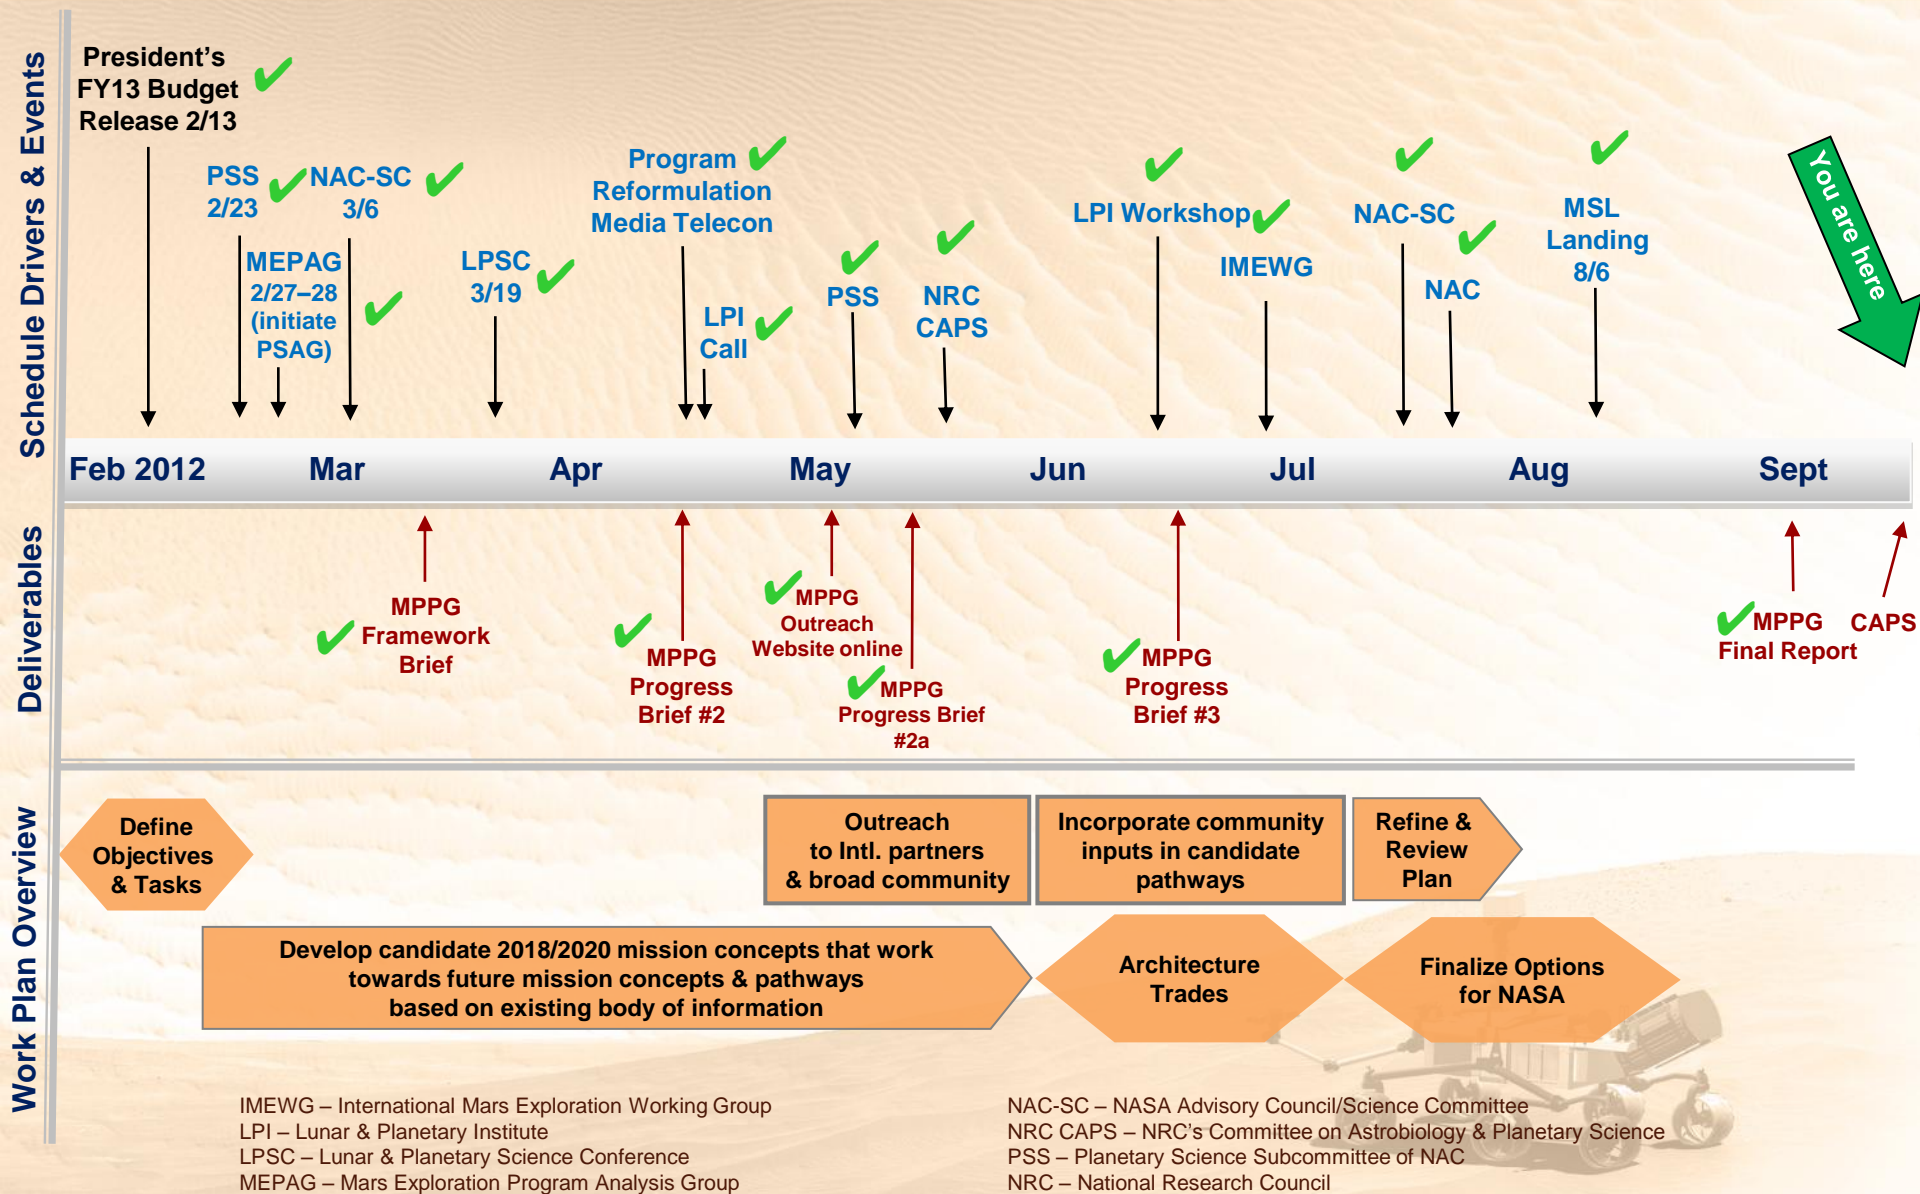 Schedule Drivers & Events
President's
FY13 Budget
Release 2/13
PSS
2/23
NAC-SC
3/6
MEPAG
2/27–28
(initiate
PSAG)
LPSC
3/19
Program
Reformulation
Media Telecon
LPI
Call
PSS
NRC
CAPS
LPI Workshop
IMEWG
NAC-SC
NAC
MSL
Landing
8/6
You are here
Feb 2012
Mar
Apr
May
Jun
Jul
Aug
Sept
Deliverables
MPPG
Framework
Brief
MPPG
Progress
Brief #2
MPPG
Outreach
Website online
MPPG
Progress Brief
#2a
MPPG
Progress
Brief #3
MPPG
Final Report
CAPS
Work Plan Overview
Define
Objectives
& Tasks
Outreach
to Intl. partners
& broad community
Incorporate community
inputs in candidate
pathways
Refine &
Review
Plan
Develop candidate 2018/2020 mission concepts that work
towards future mission concepts & pathways
based on existing body of information
Architecture
Trades
Finalize Options
for NASA
IMEWG – International Mars Exploration Working Group
LPI – Lunar & Planetary Institute
LPSC – Lunar & Planetary Science Conference
MEPAG – Mars Exploration Program Analysis Group
NAC-SC – NASA Advisory Council/Science Committee
NRC CAPS – NRC's Committee on Astrobiology & Planetary Science
PSS – Planetary Science Subcommittee of NAC
NRC – National Research Council